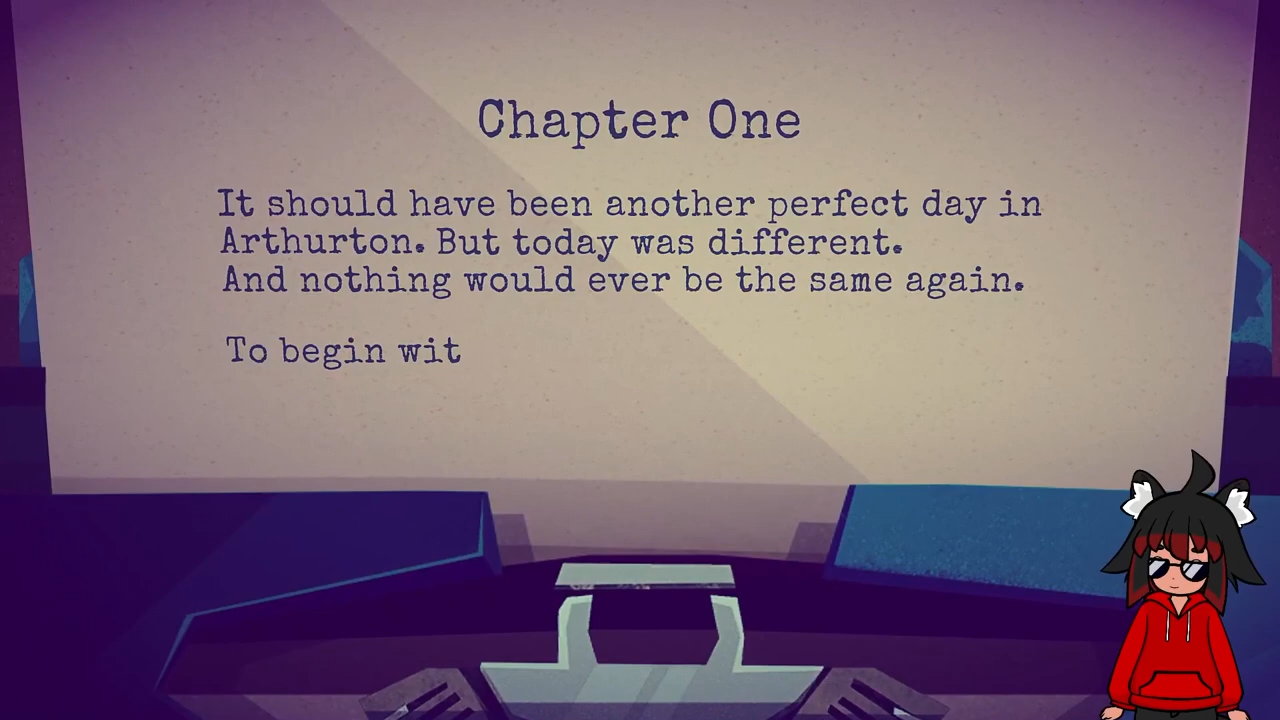 Chapter One
It should have been another perfect day in
Arthurton. But today was different.
And nothing would ever be the same again.
To begin wit